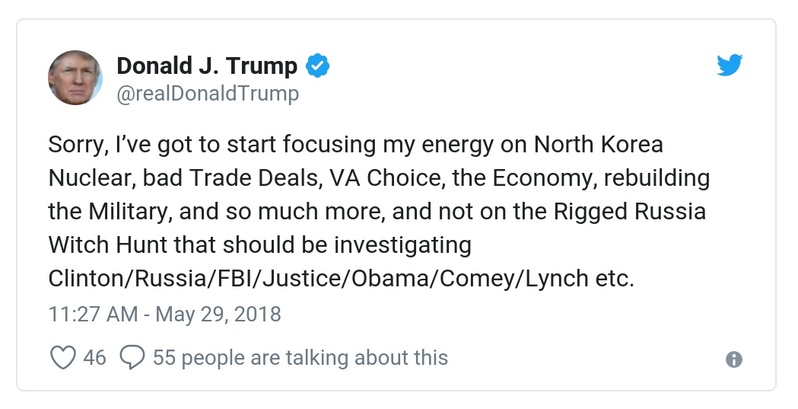 Donald J. Trump
@realDonaldTrump
Sorry, I’ve got to start focusing my energy on North Korea
Nuclear, bad Trade Deals, VA Choice, the Economy, rebuilding
the Military, and so much more, and not on the Rigged Russia
Witch Hunt that should be investigating
Clinton/Russia/FBI/Justice/Obama/Comey/Lynch etc.
11:27 AM - May 29, 2018
46 55 people are talking about this